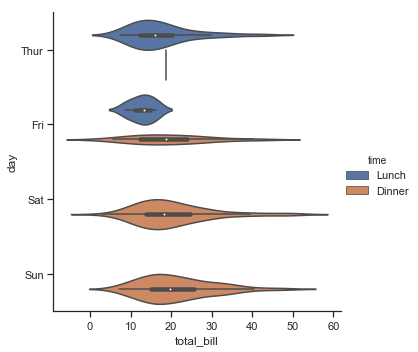 Thur
Fri
Sat
Sun
day
0 10 20 30 40 50 60
total_bill
time
Lunch
Dinner